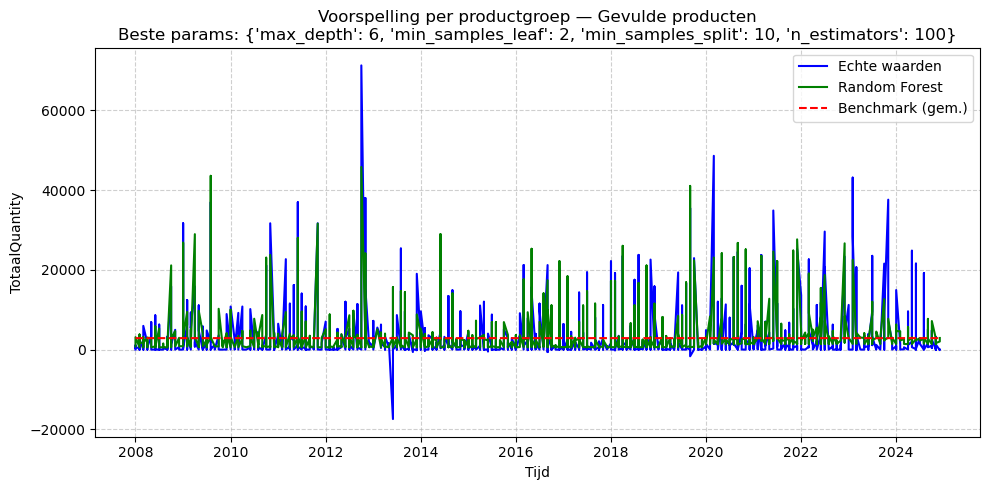 Voorspelling per productgroep — Gevulde producten
Beste params: {'max_depth': 6, 'min_samples_leaf': 2, 'min_samples_split': 10, 'n_estimators': 100}
Echte waarden
Random Forest
Benchmark (gem.)
TotaalQuantity
60000
40000
20000
0
−20000
2008 2010 2012 2014 2016 2018 2020 2022 2024
Tijd